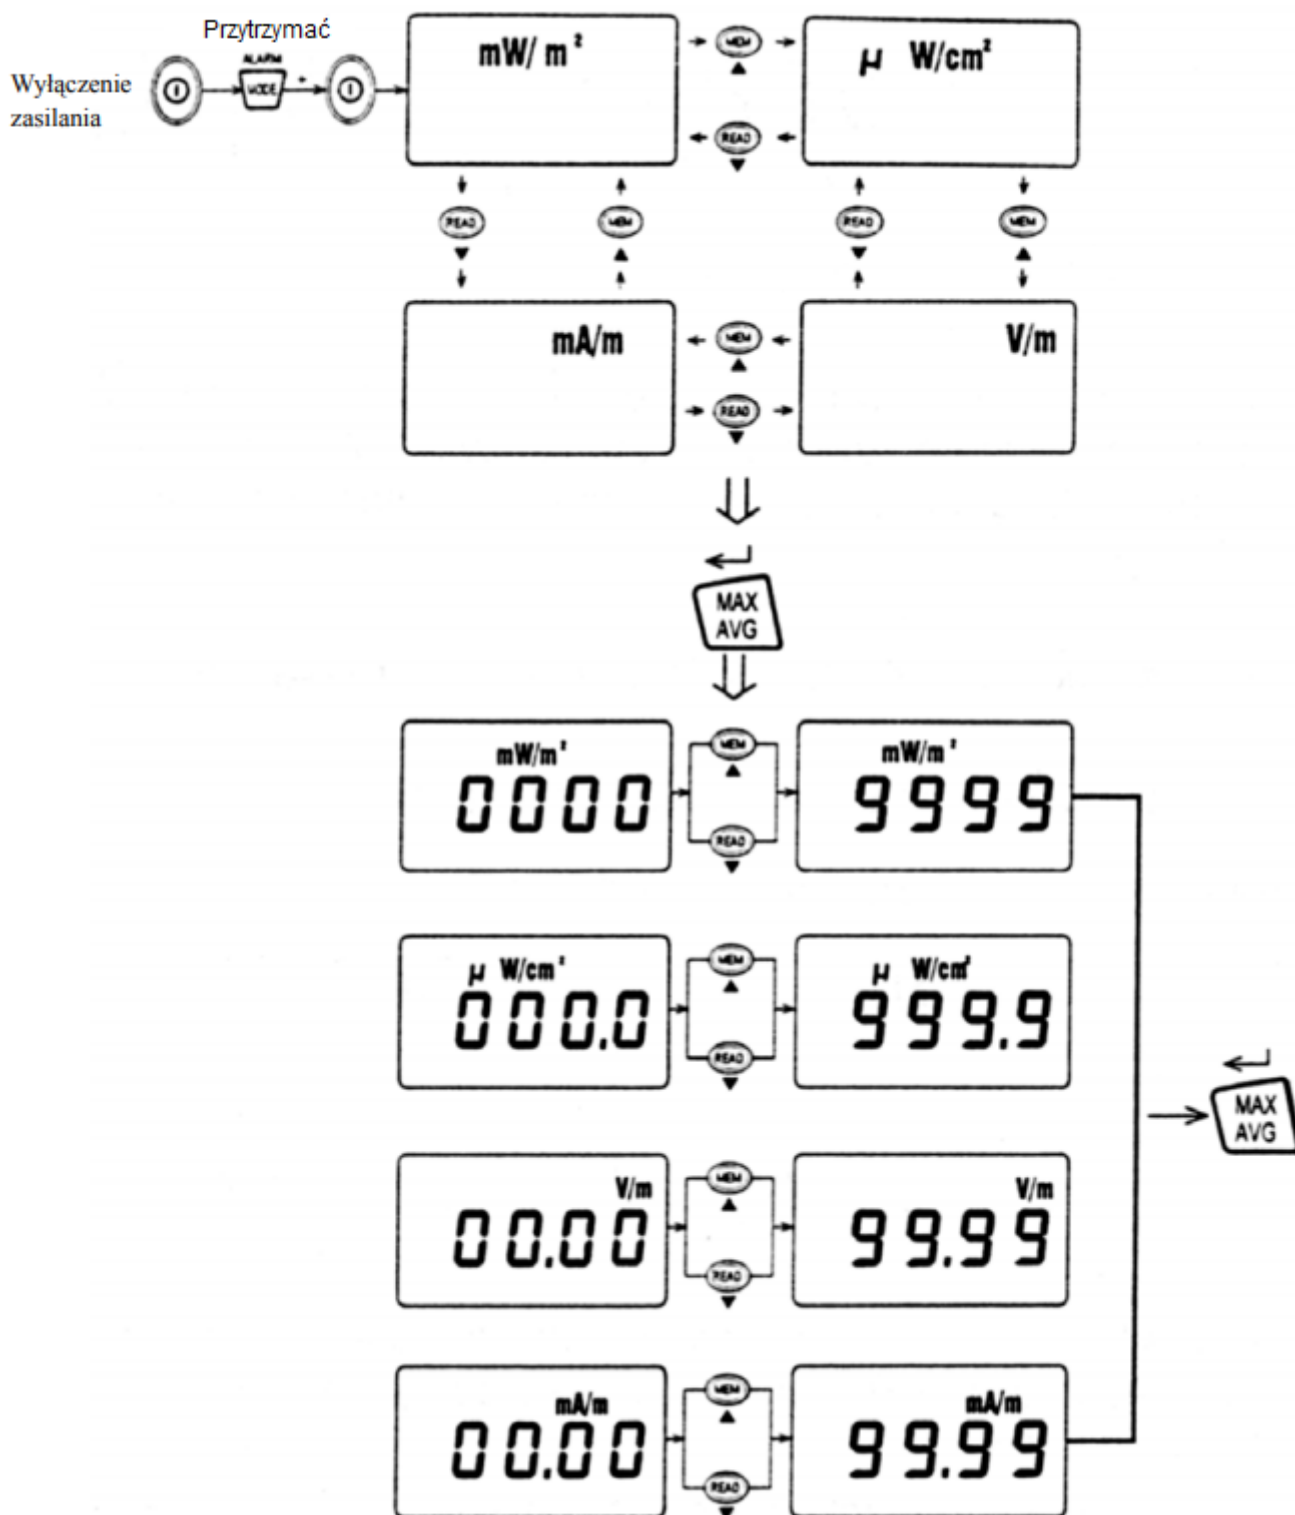 Przytrzymać
ALARM
Wyłączenie
zasilania
MODE
+
mW/ m²
MEM
µ W/cm²
READ
READ
MEM
READ
MEM
mA/m
MEM
V/m
READ
MAX
AVG
mW/m²
0000
MEM
READ
mW/m²
9999
µ W/cm²
000.0
MEM
READ
µ W/cm²
999.9
MAX
AVG
V/m
00.00
MEM
READ
V/m
99.99
mA/m
00.00
MEM
READ
mA/m
99.99